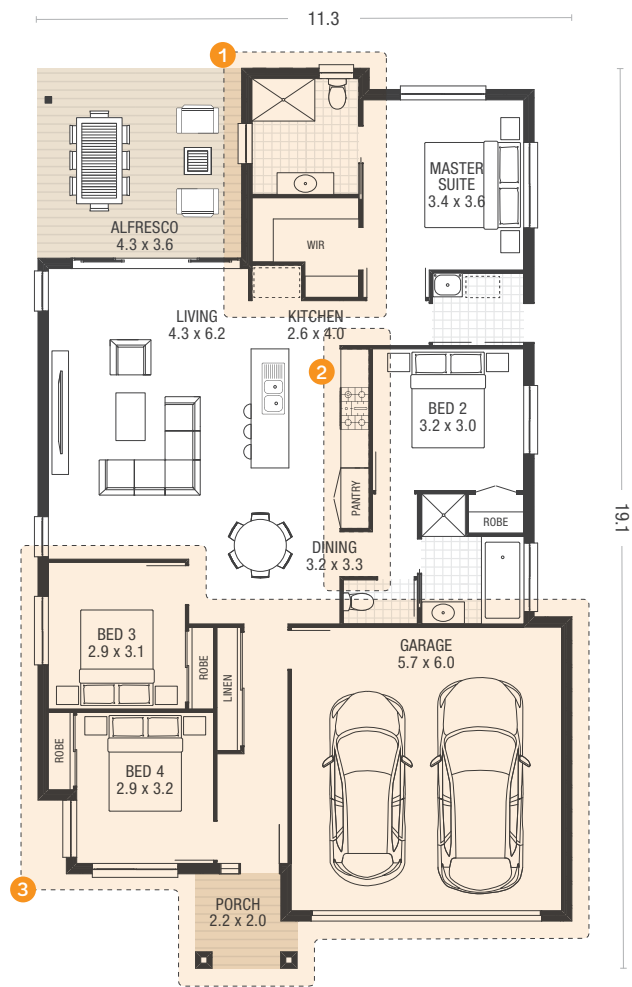 11.3
1
MASTER
SUITE
3.4 x 3.6
ALFRESCO
4.3 x 3.6
WIR
LIVING
4.3 x 6.2
KITCHEN
2.6 x 4.0
2
BED 2
3.2 x 3.0
PANTRY
ROBE
19.1
DINING
3.2 x 3.3
BED 3
2.9 x 3.1
ROBE
LINEN
GARAGE
5.7 x 6.0
ROBE
BED 4
2.9 x 3.2
3
PORCH
2.2 x 2.0